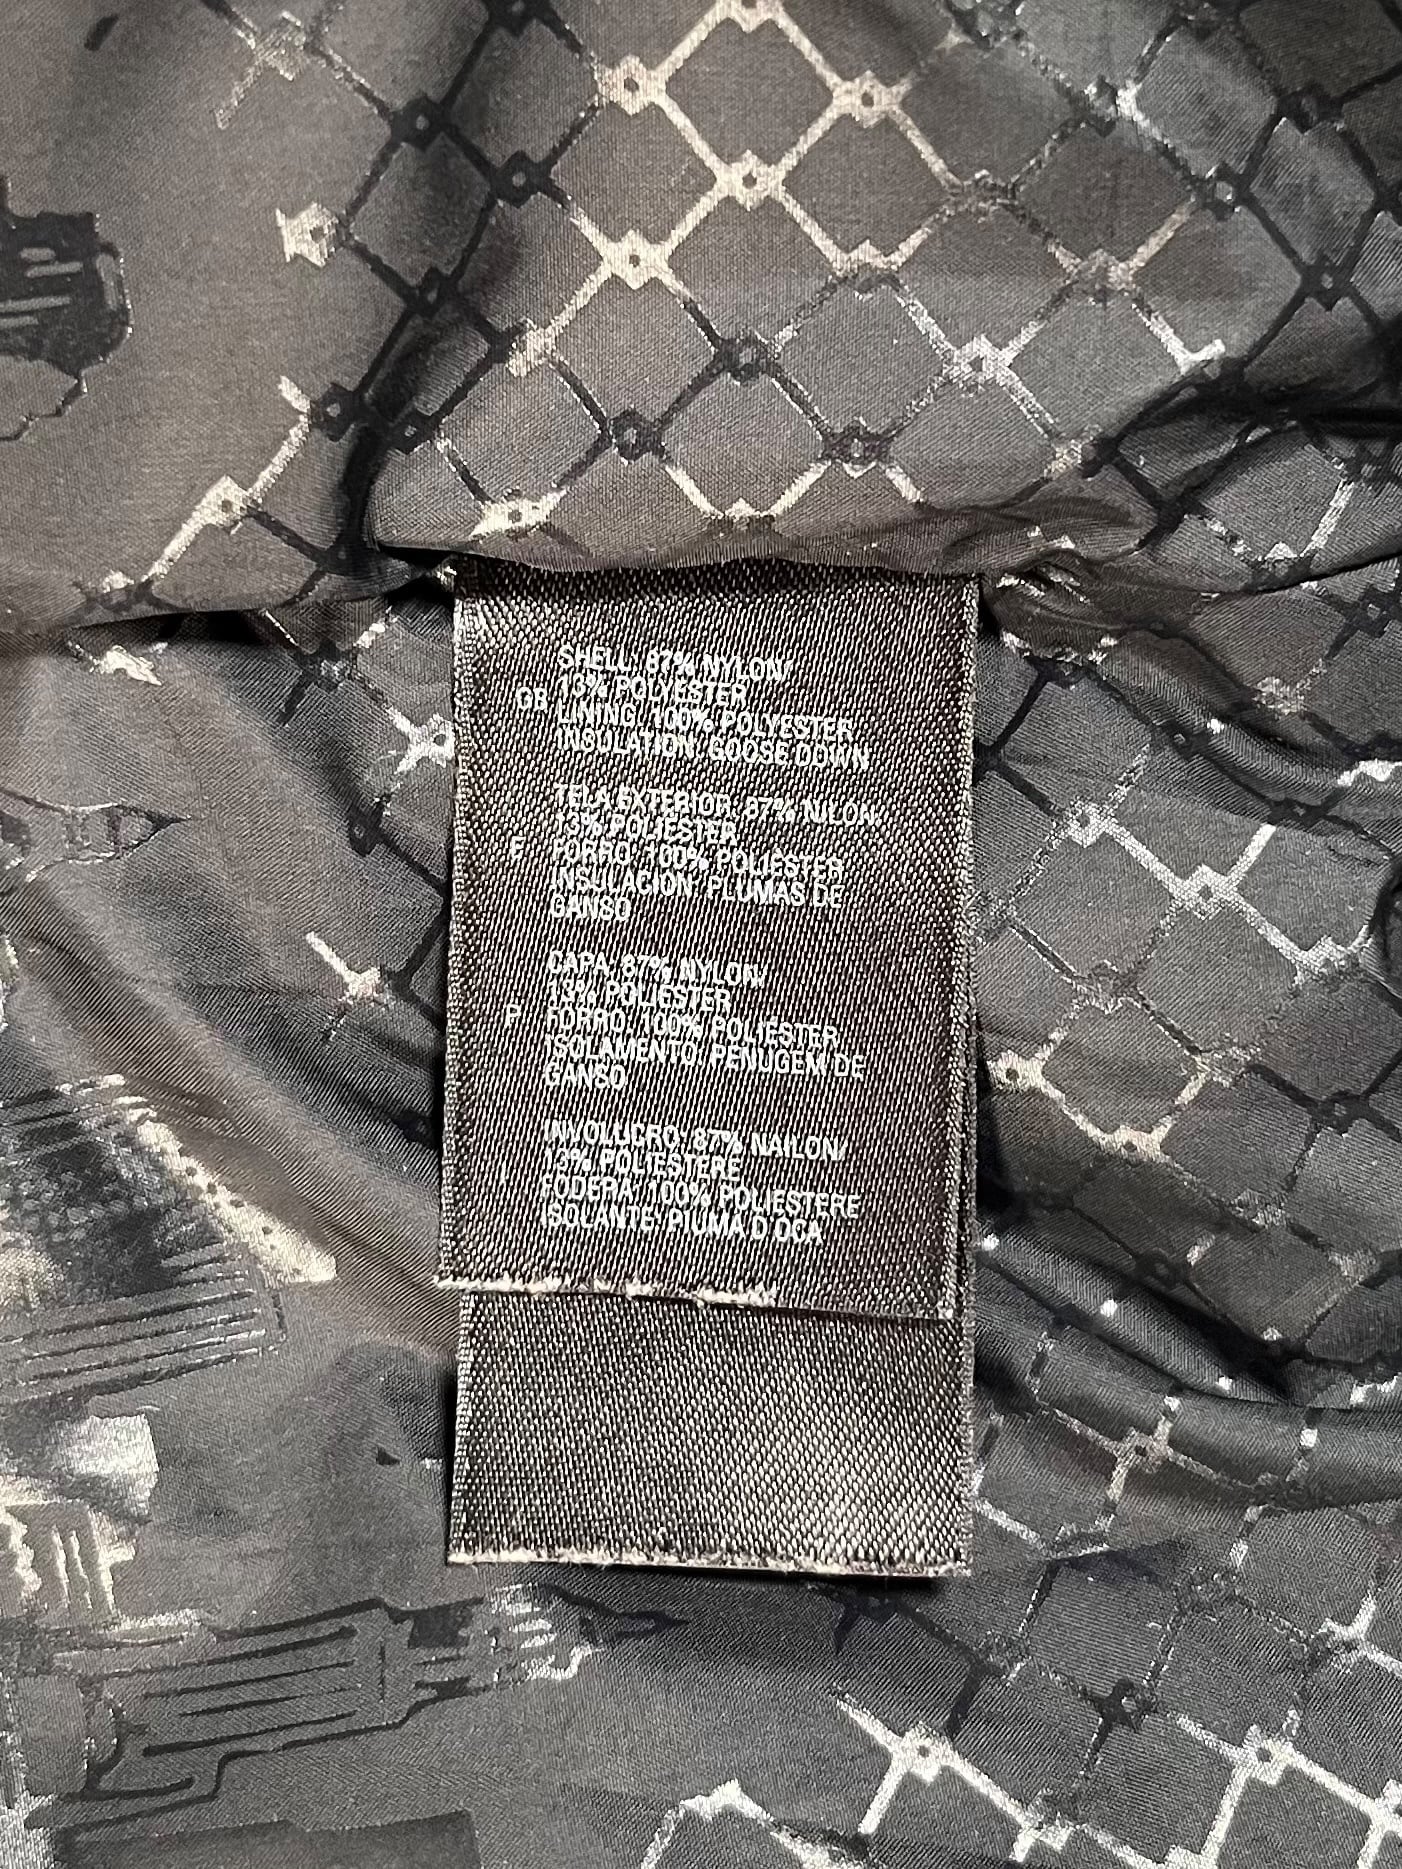 SHELL: 87% NYLON/
GB 13% POLYESTER
LINING: 100% POLYESTER
INSULATION: GOOSE DOWN
TELA EXTERIOR: 87% NILON/
13% POLIESTER
E FORRO: 100% POLIESTER
INSULACION: PLUMAS DE
GANSO
CAPA: 87% NYLON/
13% POLIESTER
P FORRO: 100% POLIESTER
ISOLAMENTO: PENUGEM DE
GANSO
INVOLUCRO: 87% NAILON/
13% POLIESTERE
I FODERA: 100% POLIESTERE
ISOLANTE: PIUMA D'OCA